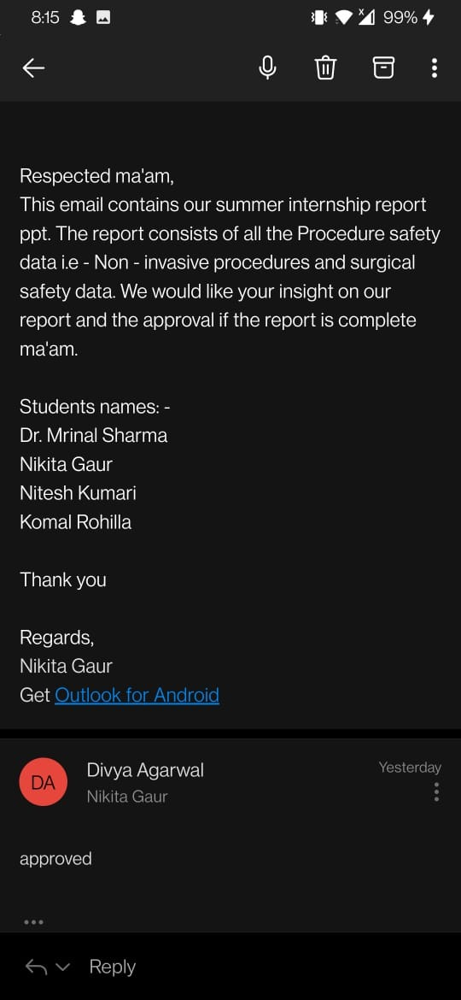 8:15
99%
Respected ma'am,
This email contains our summer internship report
ppt. The report consists of all the Procedure safety
data i.e - Non - invasive procedures and surgical
safety data. We would like your insight on our
report and the approval if the report is complete
ma'am.
Students names: -
Dr. Mrinal Sharma
Nikita Gaur
Nitesh Kumari
Komal Rohilla
Thank you
Regards,
Nikita Gaur
Get Outlook for Android
DA
Divya Agarwal
Yesterday
Nikita Gaur
approved
Reply